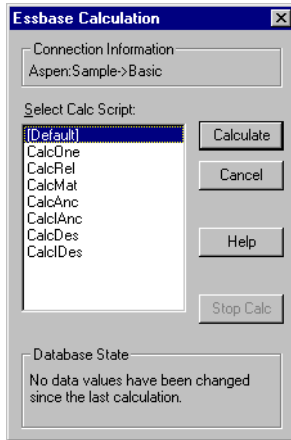 Essbase Calculation
Connection Information
Aspen:Sample->Basic
Select Calc Script:
(Default)
CalcOne
CalcRel
CalcMat
CalcAnc
CalcIAnc
CalcDes
CalcIDes
Calculate
Cancel
Help
Stop Calc
Database State
No data values have been changed
since the last calculation.